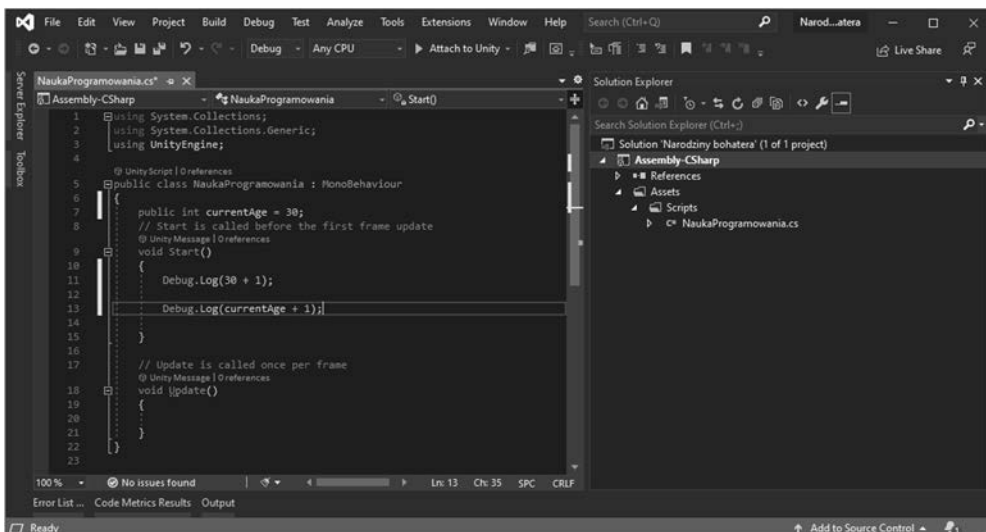 File Edit View Project Build Debug Test Analyze Tools Extensions Window Help Search (Ctrl+Q) Narod...atera
Debug Any CPU Attach to Unity Live Share
Server Explorer
Toolbox
NaukaProgramowania.cs*
Assembly-CSharp NaukaProgramowania Start()
1 using System.Collections;
2 using System.Collections.Generic;
3 using UnityEngine;
4
Unity Script | 0 references
5 public class NaukaProgramowania : MonoBehaviour
6 {
7 public int currentAge = 30;
8 // Start is called before the first frame update
Unity Message | 0 references
9 void Start()
10 {
11 Debug.Log(30 + 1);
12
13 Debug.Log(currentAge + 1);
14
15 }
16
17 // Update is called once per frame
Unity Message | 0 references
18 void Update()
19 {
20
21 }
22 }
23
100 % No issues found Ln: 13 Ch: 35 SPC CRLF
Error List ... Code Metrics Results Output
Solution Explorer
Search Solution Explorer (Ctrl+;)
Solution 'Narodziny bohatera' (1 of 1 project)
Assembly-CSharp
References
Assets
Scripts
C# NaukaProgramowania.cs
Ready Add to Source Control 1